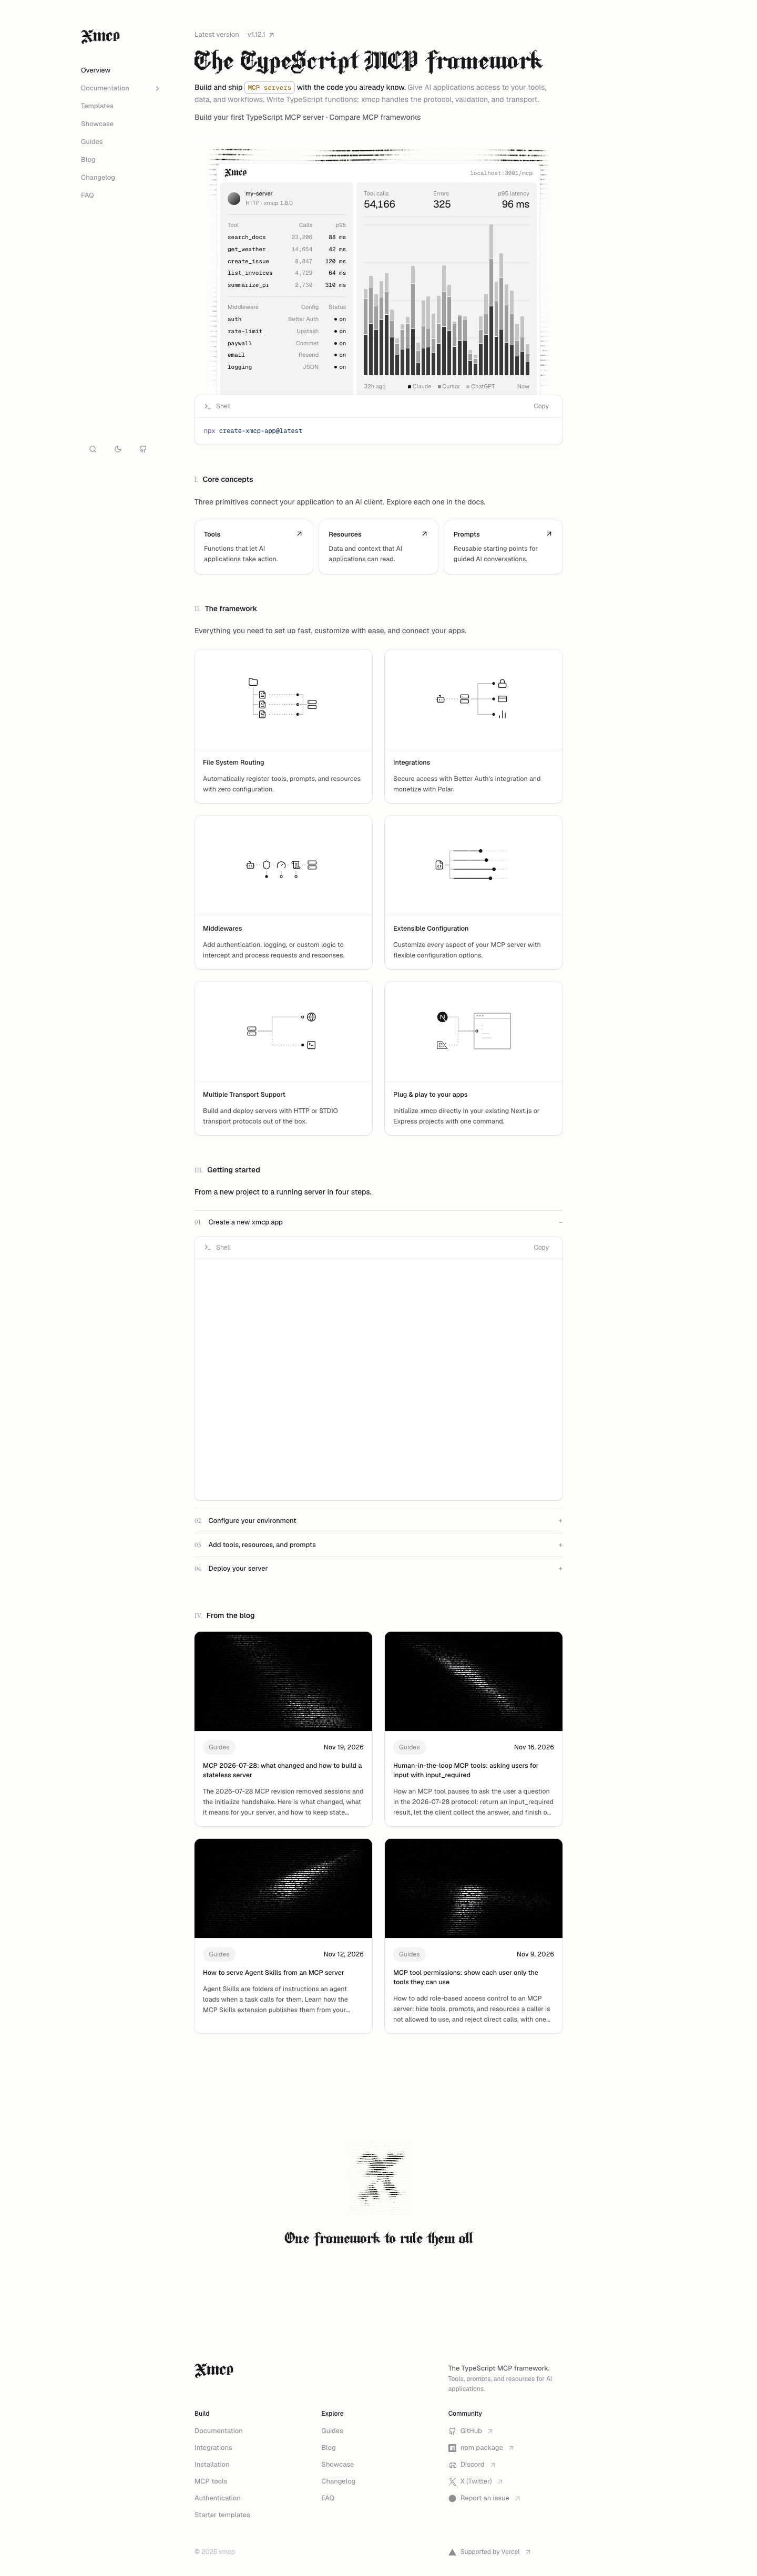 Xmcp
Overview
Documentation
Templates
Showcase
Guides
Blog
Changelog
FAQ
Latest version v1.12.1
The TypeScript MCP framework
Build and ship MCP servers with the code you already know. Give AI applications access to your tools,
data, and workflows. Write TypeScript functions; xmcp handles the protocol, validation, and transport.
Build your first TypeScript MCP server · Compare MCP frameworks
Xmcp
localhost:3001/mcp
my-server
HTTP · xmcp 1.8.0
Tool Calls p95
search_docs 23,206 88 ms
get_weather 14,654 42 ms
create_issue 8,847 120 ms
list_invoices 4,729 64 ms
summarize_pr 2,730 310 ms
Middleware Config Status
auth Better Auth on
rate-limit Upstash on
paywall Commet on
email Resend on
logging JSON on
Tool calls Errors p95 latency
54,166 325 96 ms
32h ago Claude Cursor ChatGPT Now
Shell Copy
npx create-xmcp-app@latest
I. Core concepts
Three primitives connect your application to an AI client. Explore each in the docs.
Tools
Functions that let AI
applications take action.
Resources
Data and context that AI
applications can read.
Prompts
Reusable starting points for
guided AI conversations.
II. The framework
Everything you need to set up fast, customize with ease, and connect your apps.
File System Routing
Automatically register tools, prompts, and resources
with zero configuration.
Integrations
Secure access with Better Auth's integration and
monetize with Polar.
Middlewares
Add authentication, logging, or custom logic to
intercept and process requests and responses.
Extensible Configuration
Customize every aspect of your MCP server with
flexible configuration options.
Multiple Transport Support
Build and deploy servers with HTTP or STDIO
transport protocols out of the box.
Plug & play to your apps
Initialize xmcp directly in your existing Next.js or
Express projects with one command.
III. Getting started
From a new project to a running server in four steps.
01 Create a new xmcp app −
Shell Copy
02 Configure your environment +
03 Add tools, resources, and prompts +
04 Deploy your server +
IV. From the blog
Guides Nov 19, 2026
MCP 2026-07-28: what changed and how to build a
stateless server
The 2026-07-28 MCP revision removed sessions and
the initialize handshake. Here is what changed, what
it means for your server, and how to keep state...
Guides Nov 16, 2026
Human-in-the-loop MCP tools: asking users for
input with input_required
How an MCP tool pauses to ask the user a question
in the 2026-07-28 protocol: return an input_required
result, let the client collect the answer, and finish o...
Guides Nov 12, 2026
How to serve Agent Skills from an MCP server
Agent Skills are folders of instructions an agent
loads when a task calls for them. Learn how the
MCP Skills extension publishes them from your...
Guides Nov 9, 2026
MCP tool permissions: show each user only the
tools they can use
How to add role-based access control to an MCP
server: hide tools, prompts, and resources a caller is
not allowed to use, and reject direct calls, with one...
X
One framework to rule them all
Xmcp
The TypeScript MCP framework.
Tools, prompts, and resources for AI
applications.
Build
Documentation
Integrations
Installation
MCP tools
Authentication
Starter templates
Explore
Guides
Blog
Showcase
Changelog
FAQ
Community
GitHub
npm package
Discord
X (Twitter)
Report an issue
© 2026 xmcp
Supported by Vercel